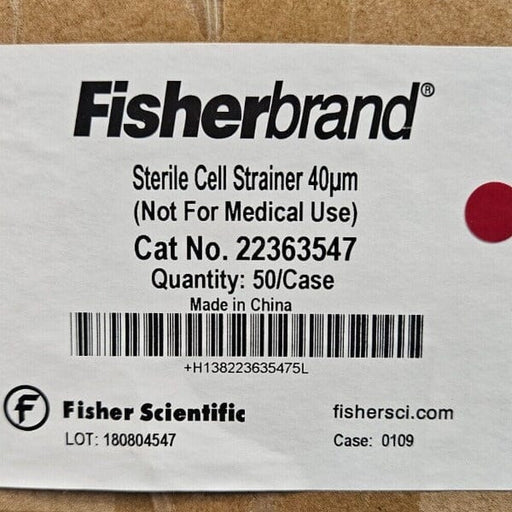 Fisherbrand®
Sterile Cell Strainer 40µm
(Not For Medical Use)
Cat No. 22363547
Quantity: 50/Case
Made in China
+H138223635475L
F Fisher Scientific fishersci.com
LOT: 180804547 Case: 0109